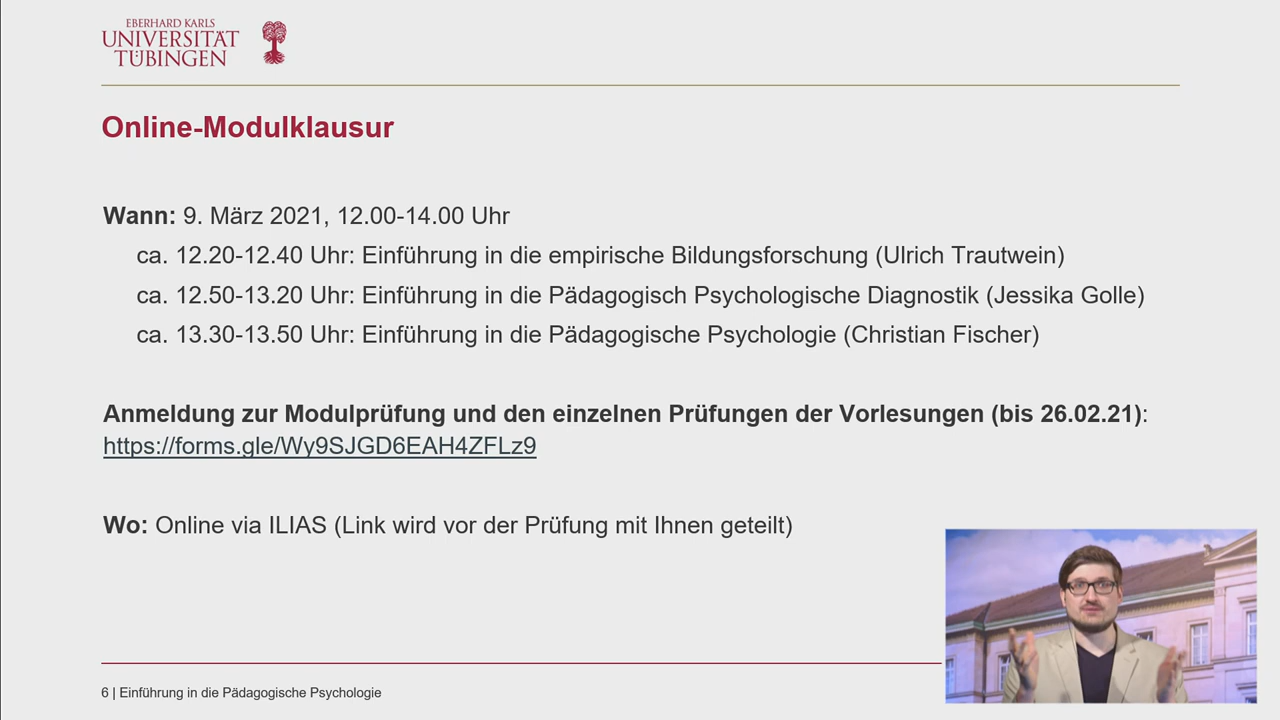 EBERHARD KARLS
UNIVERSITÄT
TÜBINGEN
Online-Modulklausur
Wann: 9. März 2021, 12.00-14.00 Uhr
ca. 12.20-12.40 Uhr: Einführung in die empirische Bildungsforschung (Ulrich Trautwein)
ca. 12.50-13.20 Uhr: Einführung in die Pädagogisch Psychologische Diagnostik (Jessika Golle)
ca. 13.30-13.50 Uhr: Einführung in die Pädagogische Psychologie (Christian Fischer)
Anmeldung zur Modulprüfung und den einzelnen Prüfungen der Vorlesungen (bis 26.02.21):
https://forms.gle/Wy9SJGD6EAH4ZFLz9
Wo: Online via ILIAS (Link wird vor der Prüfung mit Ihnen geteilt)
6 | Einführung in die Pädagogische Psychologie